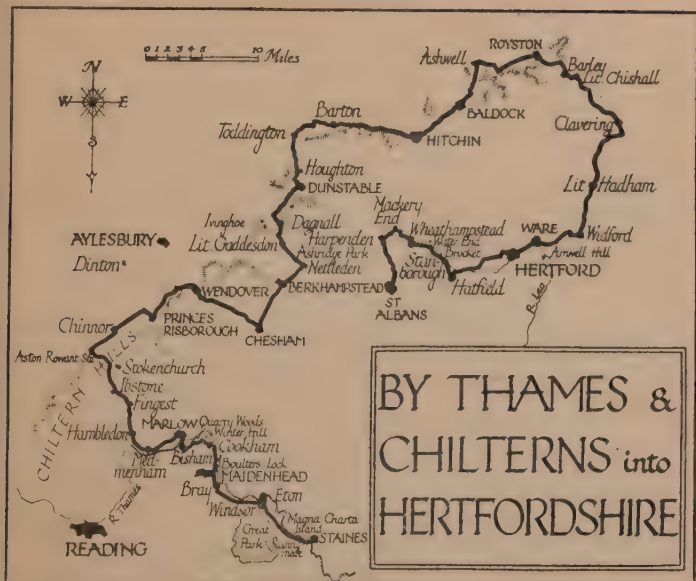 N
W E
S
0 1 2 3 4 5 10 Miles
ROYSTON
Ashwell
Barley
Lit. Chishall
BALDOCK
Barton
Toddington
HITCHIN
Clavering
Houghton
DUNSTABLE
Lit. Hadham
Mackery
End
Ivinghoe
Dagnall
Wheathampstead
WARE
Widford
AYLESBURY
Lit. Gaddesdon
Harpenden
Water End
Brocket
Amwell Hill
Dinton
Ashridge Park
Nettleden
Stanborough
HERTFORD
WENDOVER
BERKHAMPSTEAD
Hatfield
ST
ALBANS
R. Lea
PRINCES
RISBOROUGH
CHESHAM
Chinnor
Aston Rowant Sta.
Stokenchurch
CHILTERN HILLS
Ibstone
Fingest
MARLOW
Quarry Woods
Winter Hill
Hambledon
Cookham
Medmenham
Bisham
Boulters Lock
MAIDENHEAD
Bray
Eton
R. Thames
Windsor
Magna Charta
Island
Great
Park
Runnymede
STAINES
READING
BY THAMES &
CHILTERNS into
HERTFORDSHIRE